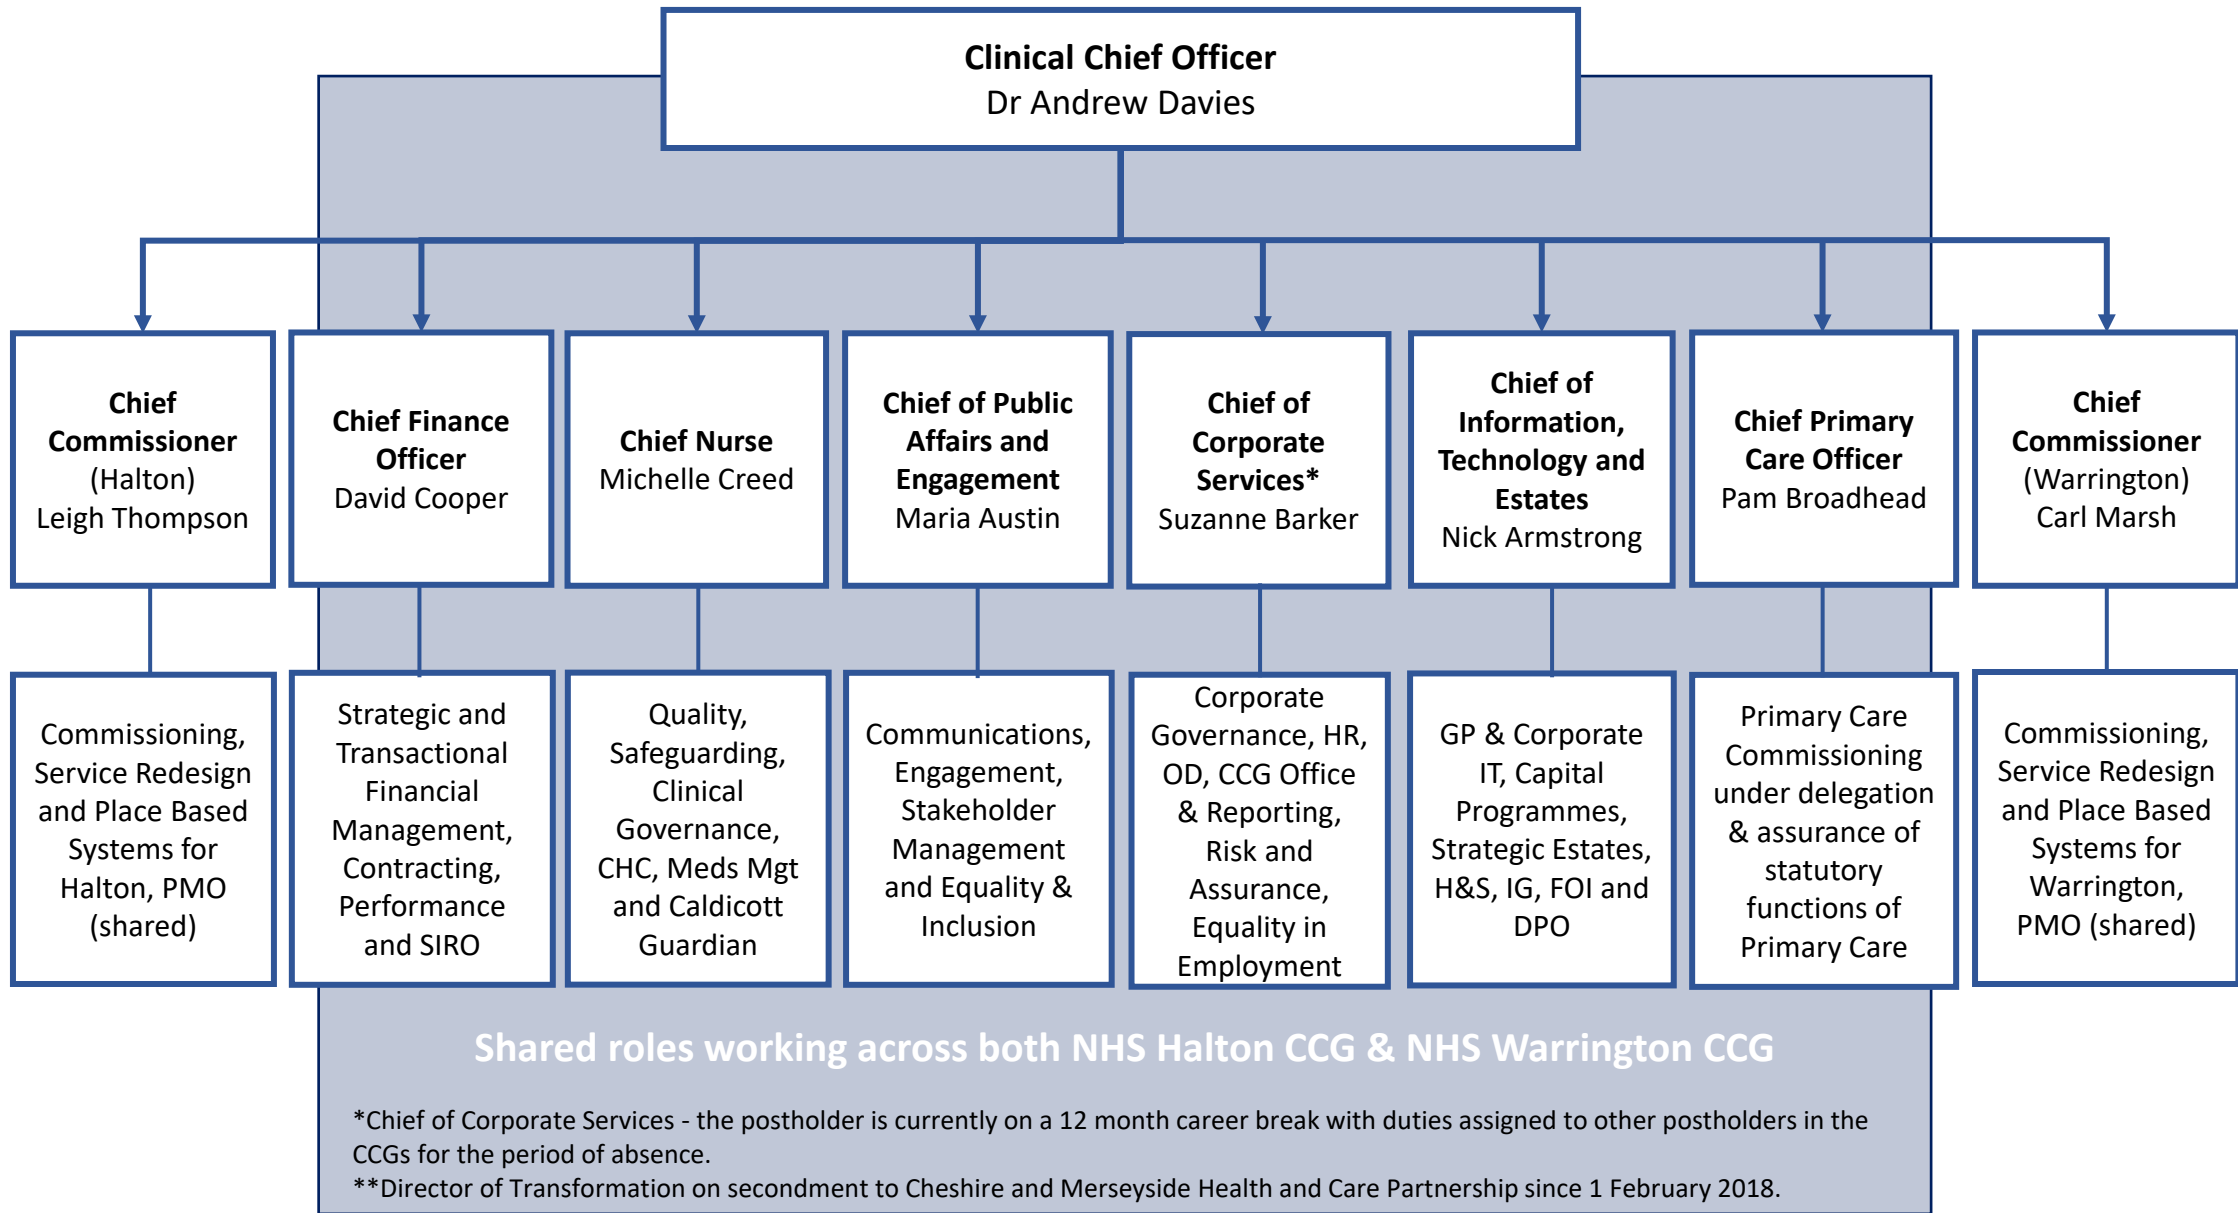 Clinical Chief Officer
Dr Andrew Davies
Chief
Commissioner
(Halton)
Leigh Thompson
Chief Finance
Officer
David Cooper
Chief Nurse
Michelle Creed
Chief of Public
Affairs and
Engagement
Maria Austin
Chief of
Corporate
Services*
Suzanne Barker
Chief of
Information,
Technology and
Estates
Nick Armstrong
Chief Primary
Care Officer
Pam Broadhead
Chief
Commissioner
(Warrington)
Carl Marsh
Commissioning,
Service Redesign
and Place Based
Systems for
Halton, PMO
(shared)
Strategic and
Transactional
Financial
Management,
Contracting,
Performance
and SIRO
Quality,
Safeguarding,
Clinical
Governance,
CHC, Meds Mgt
and Caldicott
Guardian
Communications,
Engagement,
Stakeholder
Management
and Equality &
Inclusion
Corporate
Governance, HR,
OD, CCG Office
& Reporting,
Risk and
Assurance,
Equality in
Employment
GP & Corporate
IT, Capital
Programmes,
Strategic Estates,
H&S, IG, FOI and
DPO
Primary Care
Commissioning
under delegation
& assurance of
statutory
functions of
Primary Care
Commissioning,
Service Redesign
and Place Based
Systems for
Warrington,
PMO (shared)
Shared roles working across both NHS Halton CCG & NHS Warrington CCG
*Chief of Corporate Services - the postholder is currently on a 12 month career break with duties assigned to other postholders in the
CCGs for the period of absence.
**Director of Transformation on secondment to Cheshire and Merseyside Health and Care Partnership since 1 February 2018.